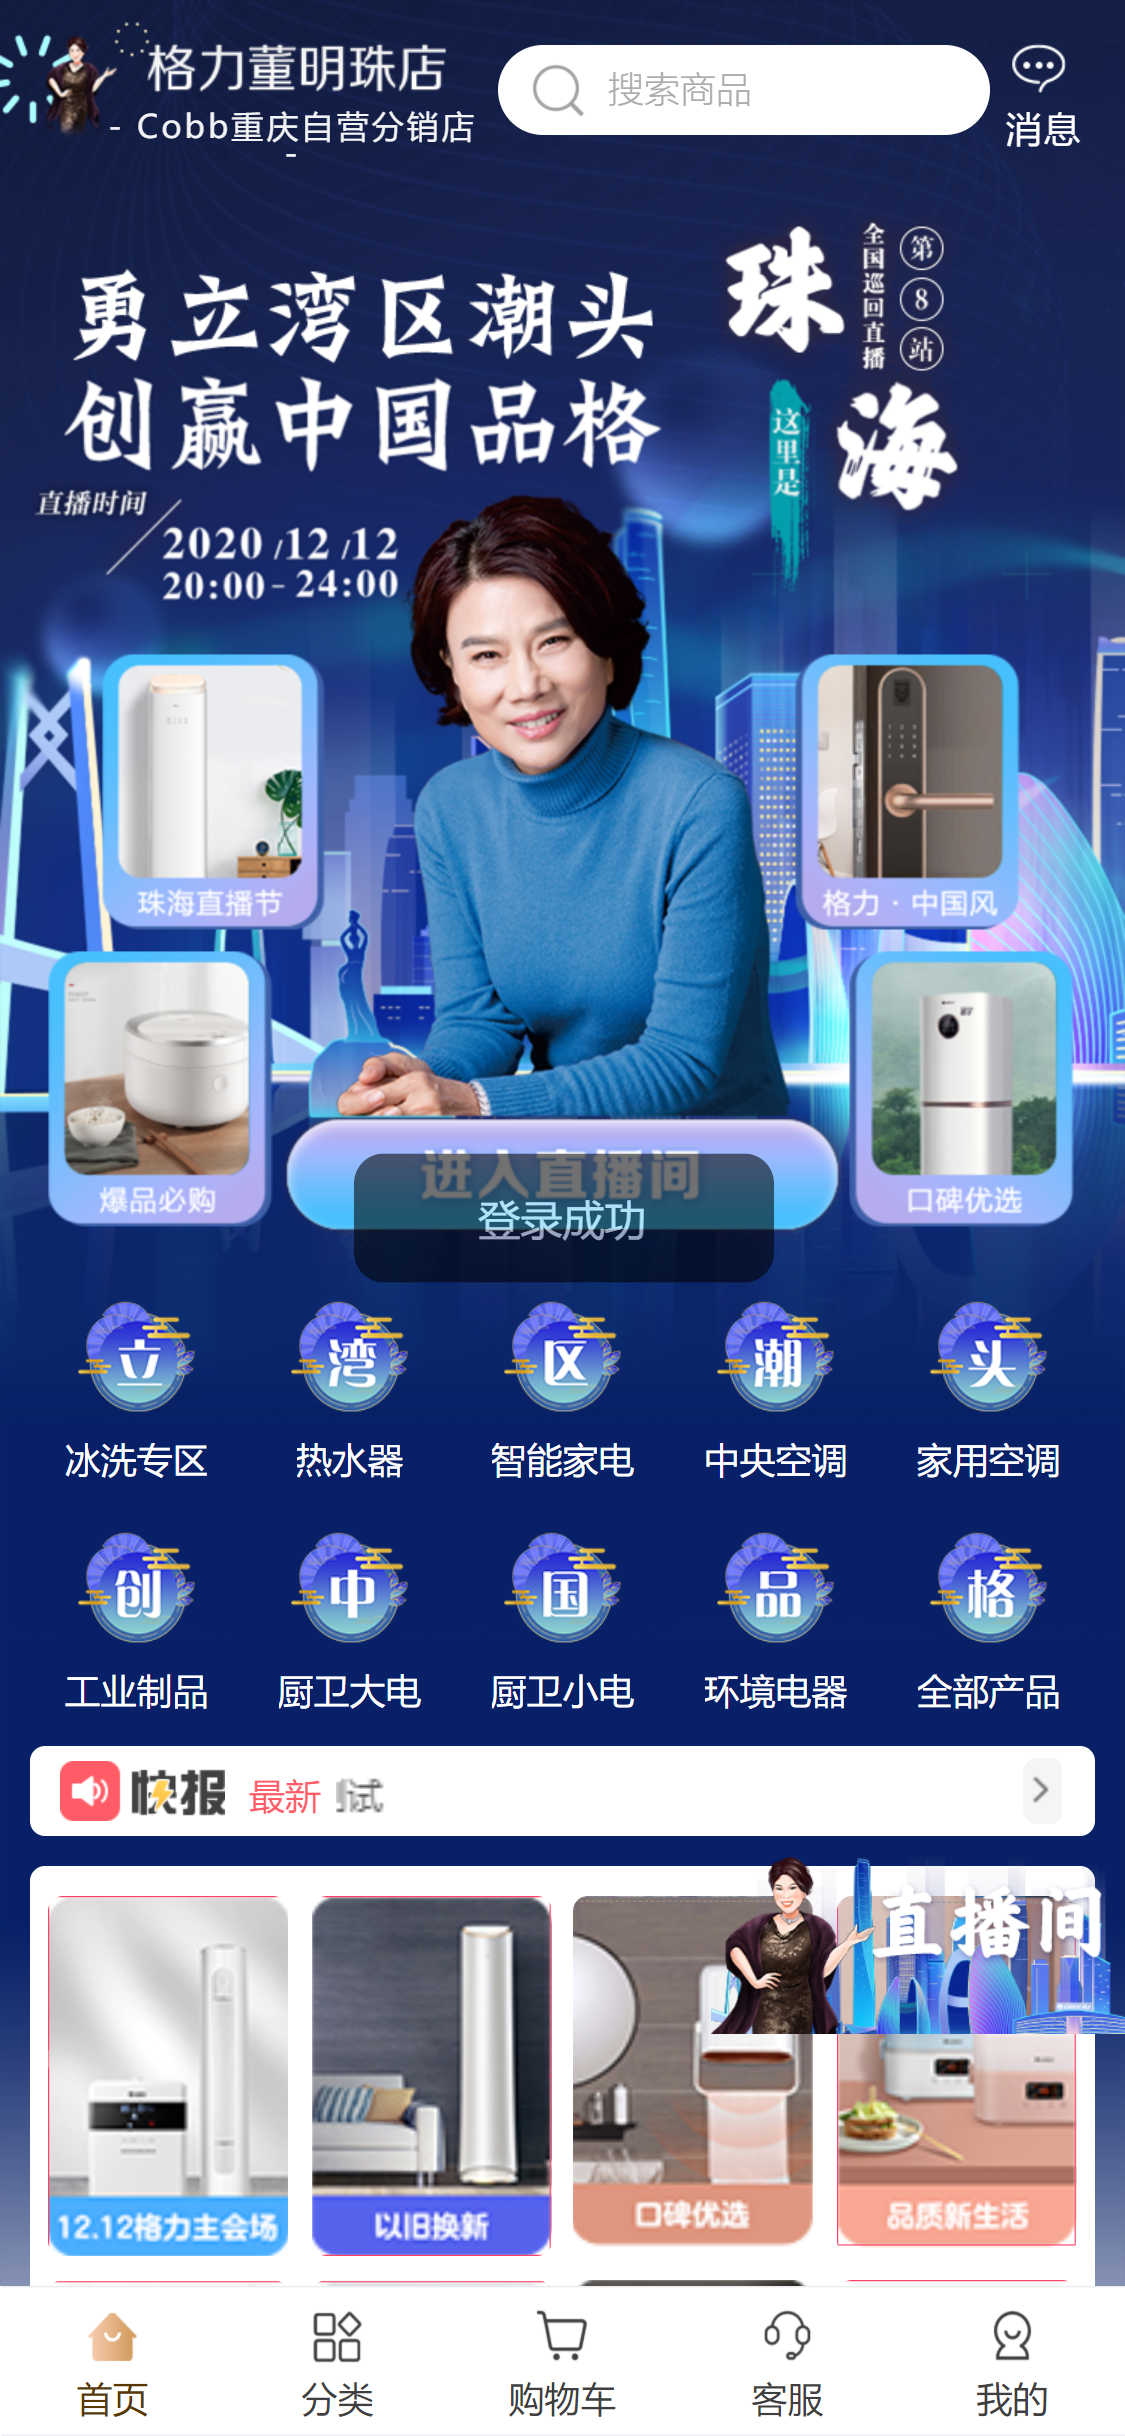 格力董明珠店
- Cobb重庆自营分销店
-
搜索商品
消息
勇立湾区潮头
创赢中国品格
珠海
全国巡回直播
第8站
这里是
直播时间
2020/12/12
20:00-24:00
珠海直播节
格力·中国风
爆品必购
口碑优选
进入直播间
登录成功
立
湾
区
潮
头
冰洗专区
热水器
智能家电
中央空调
家用空调
创
中
国
品
格
工业制品
厨卫大电
厨卫小电
环境电器
全部产品
快报
最新
试
直播间
12.12格力主会场
以旧换新
口碑优选
品质新生活
首页
分类
购物车
客服
我的